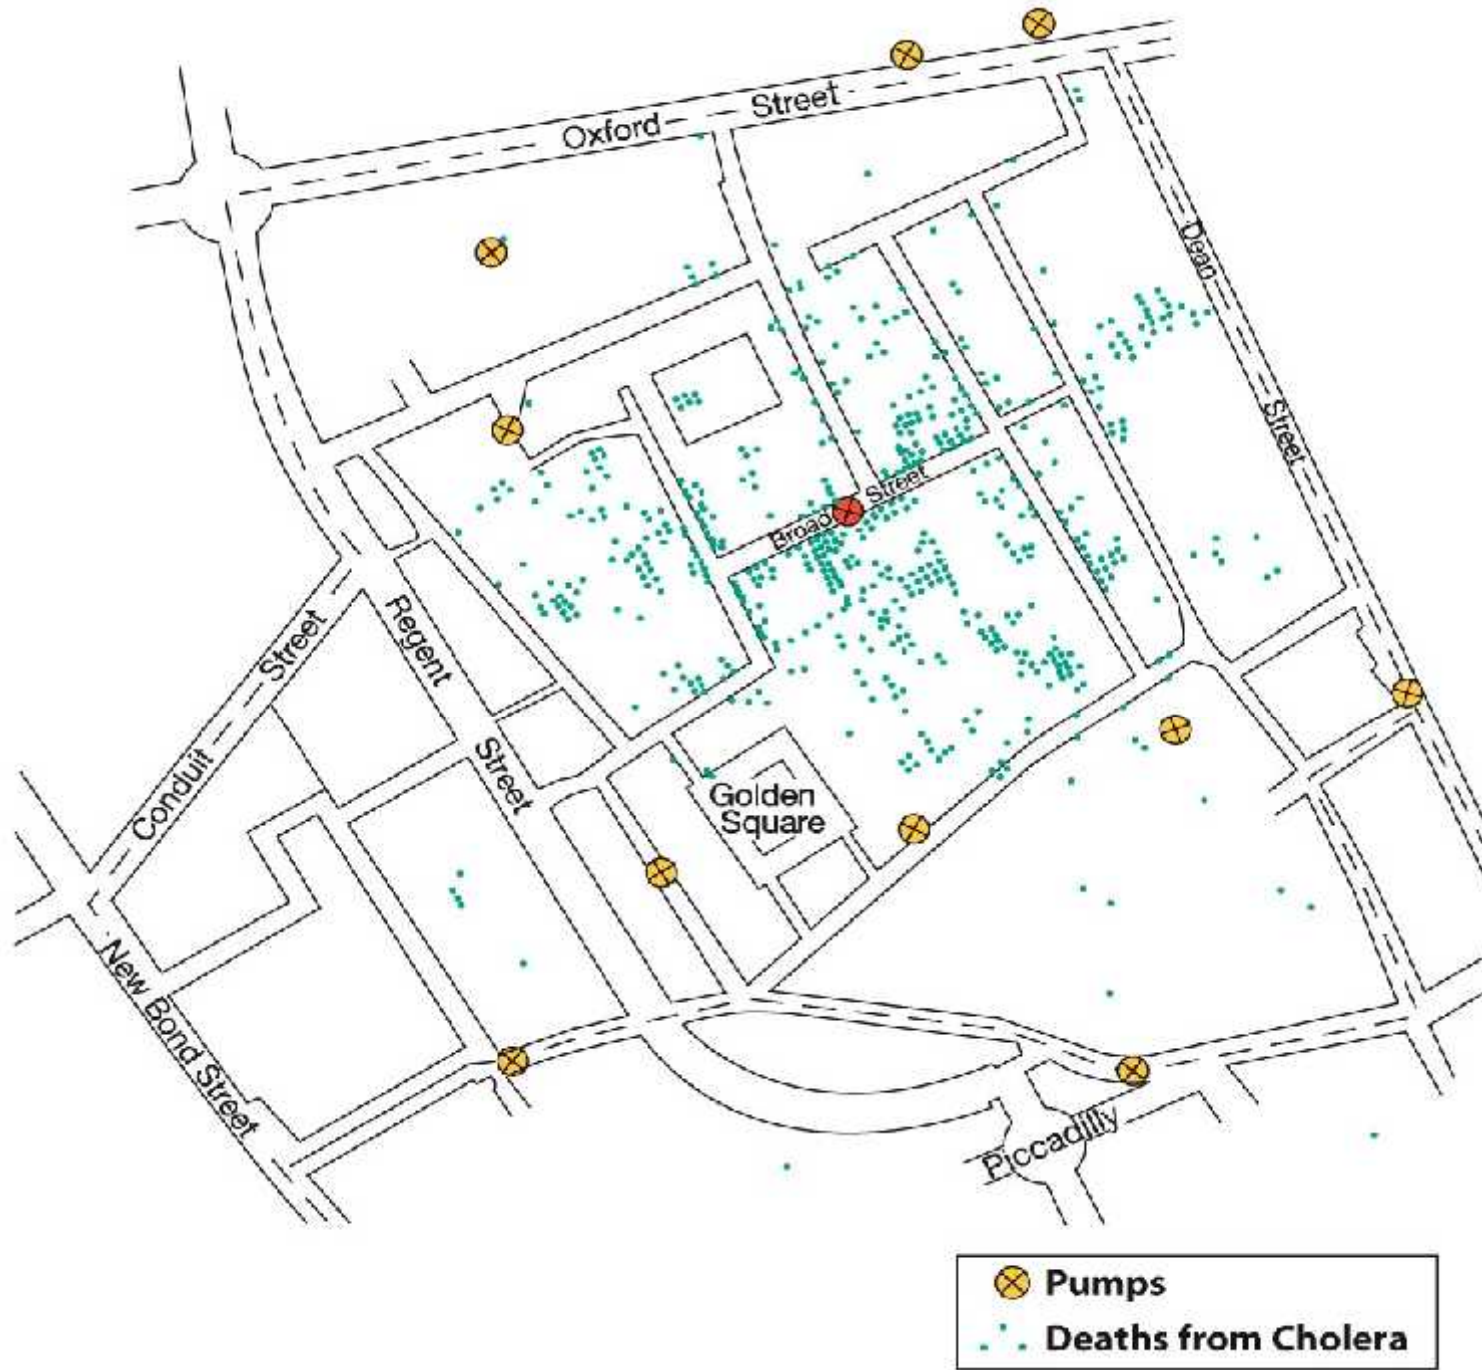 Oxford Street
Dean Street
Broad Street
Conduit Street
Regent Street
Golden
Square
New Bond Street
Piccadilly
Pumps
Deaths from Cholera